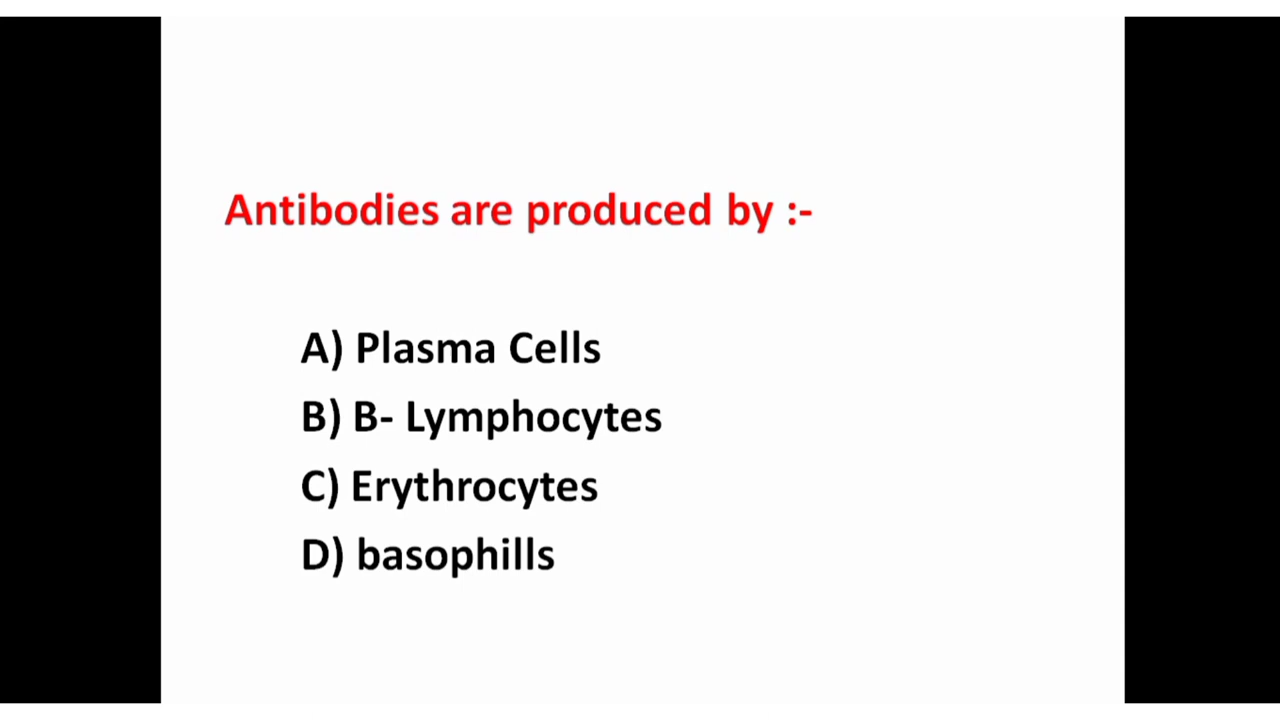 Antibodies are produced by :-
A) Plasma Cells
B) B- Lymphocytes
C) Erythrocytes
D) basophills